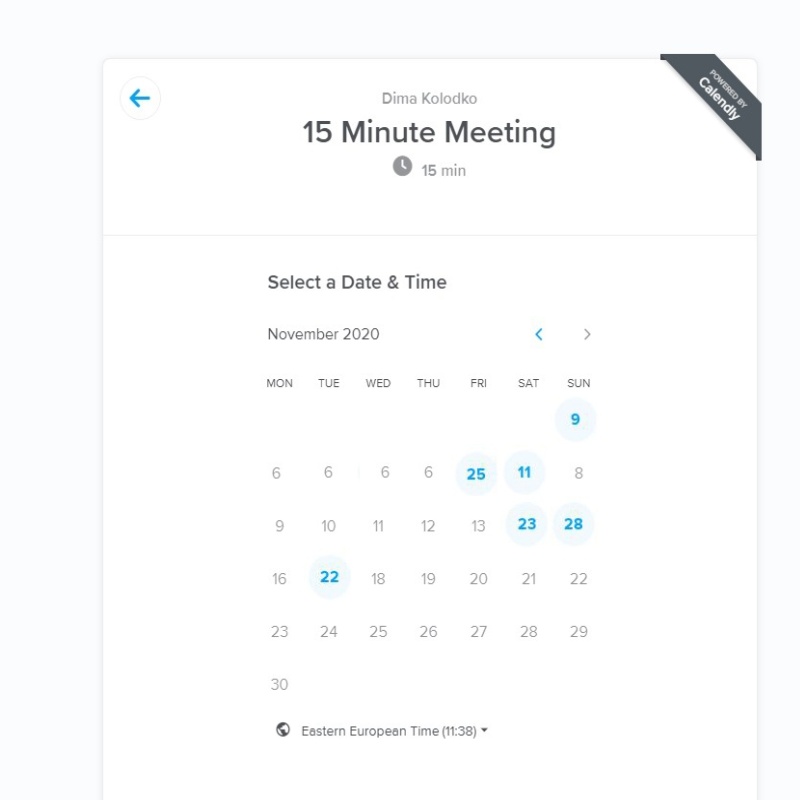 POWERED BY
Calendly
Dima Kolodko
15 Minute Meeting
15 min
Select a Date & Time
November 2020
MON TUE WED THU FRI SAT SUN
9
6 6 6 6 25 11 8
9 10 11 12 13 23 28
16 22 18 19 20 21 22
23 24 25 26 27 28 29
30
Eastern European Time (11:38)